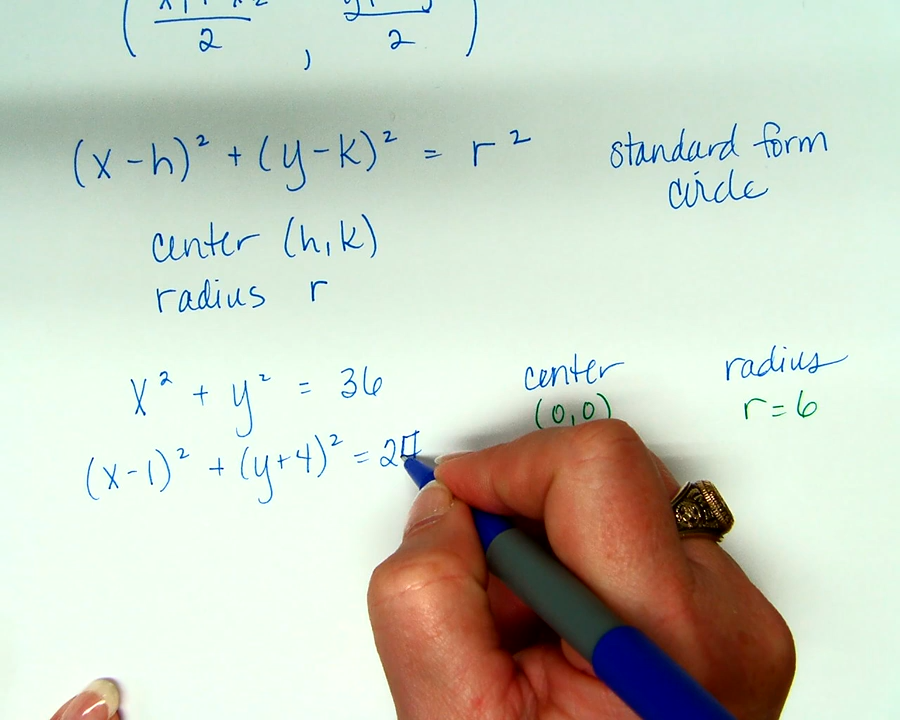 2 , 2
(x-h)² + (y-k)² = r² standard form
circle
center (h,k)
radius r
center radius
x² + y² = 36 (0,0) r=6
(x-1)² + (y+4)² = 2